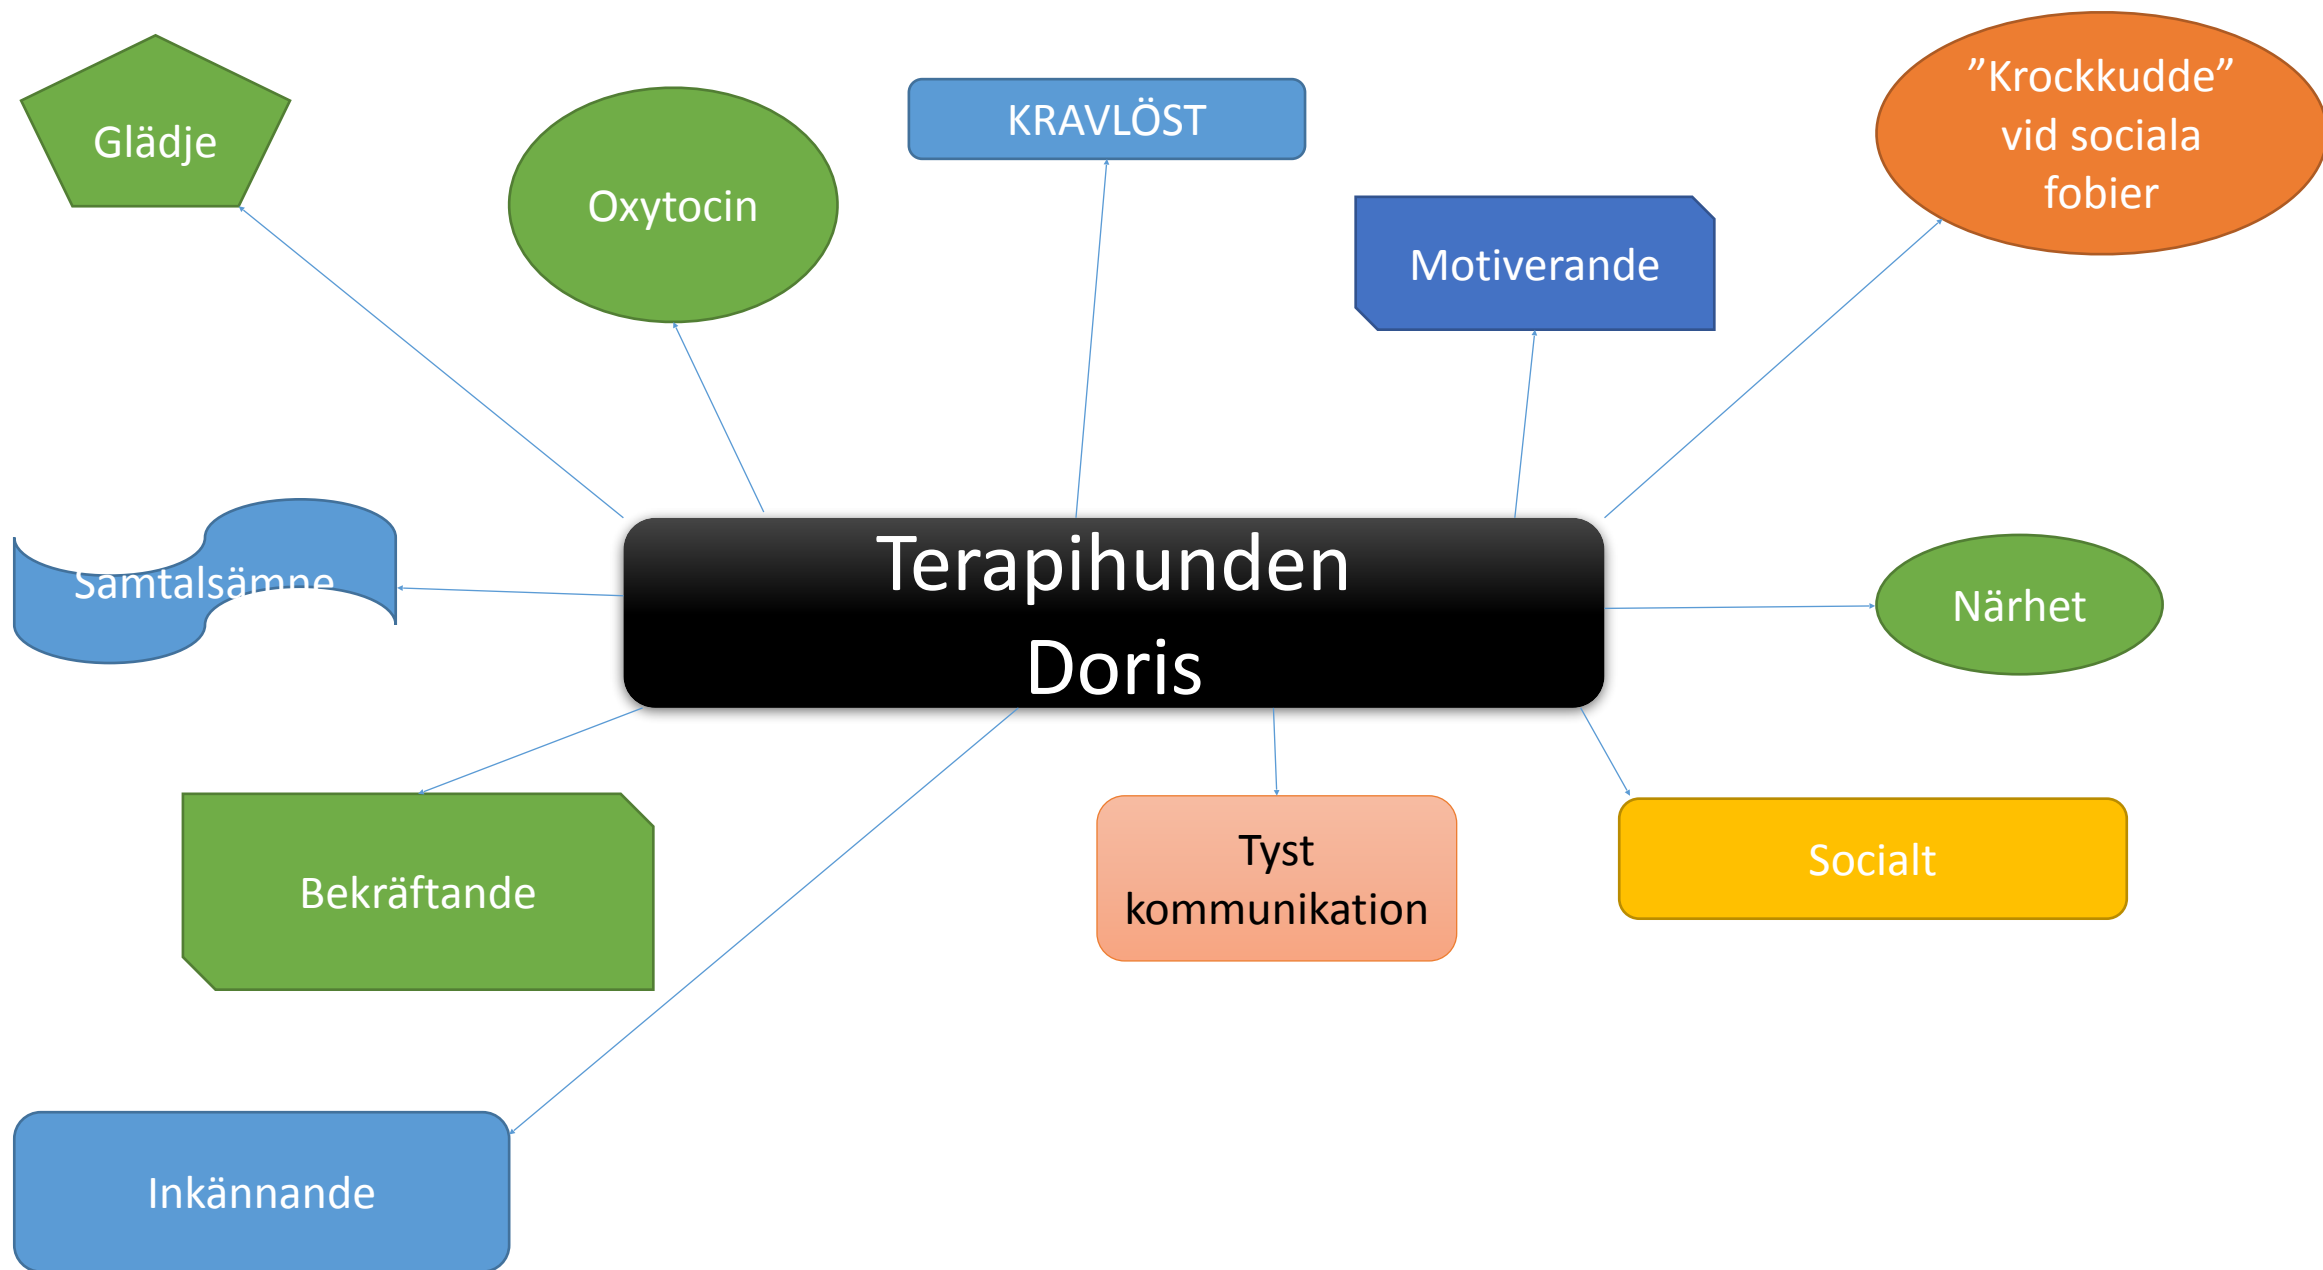 Glädje
Oxytocin
KRAVLÖST
Motiverande
”Krockkudde”
vid sociala
fobier
Samtalsämne
Terapihunden
Doris
Närhet
Bekräftande
Tyst
kommunikation
Socialt
Inkännande